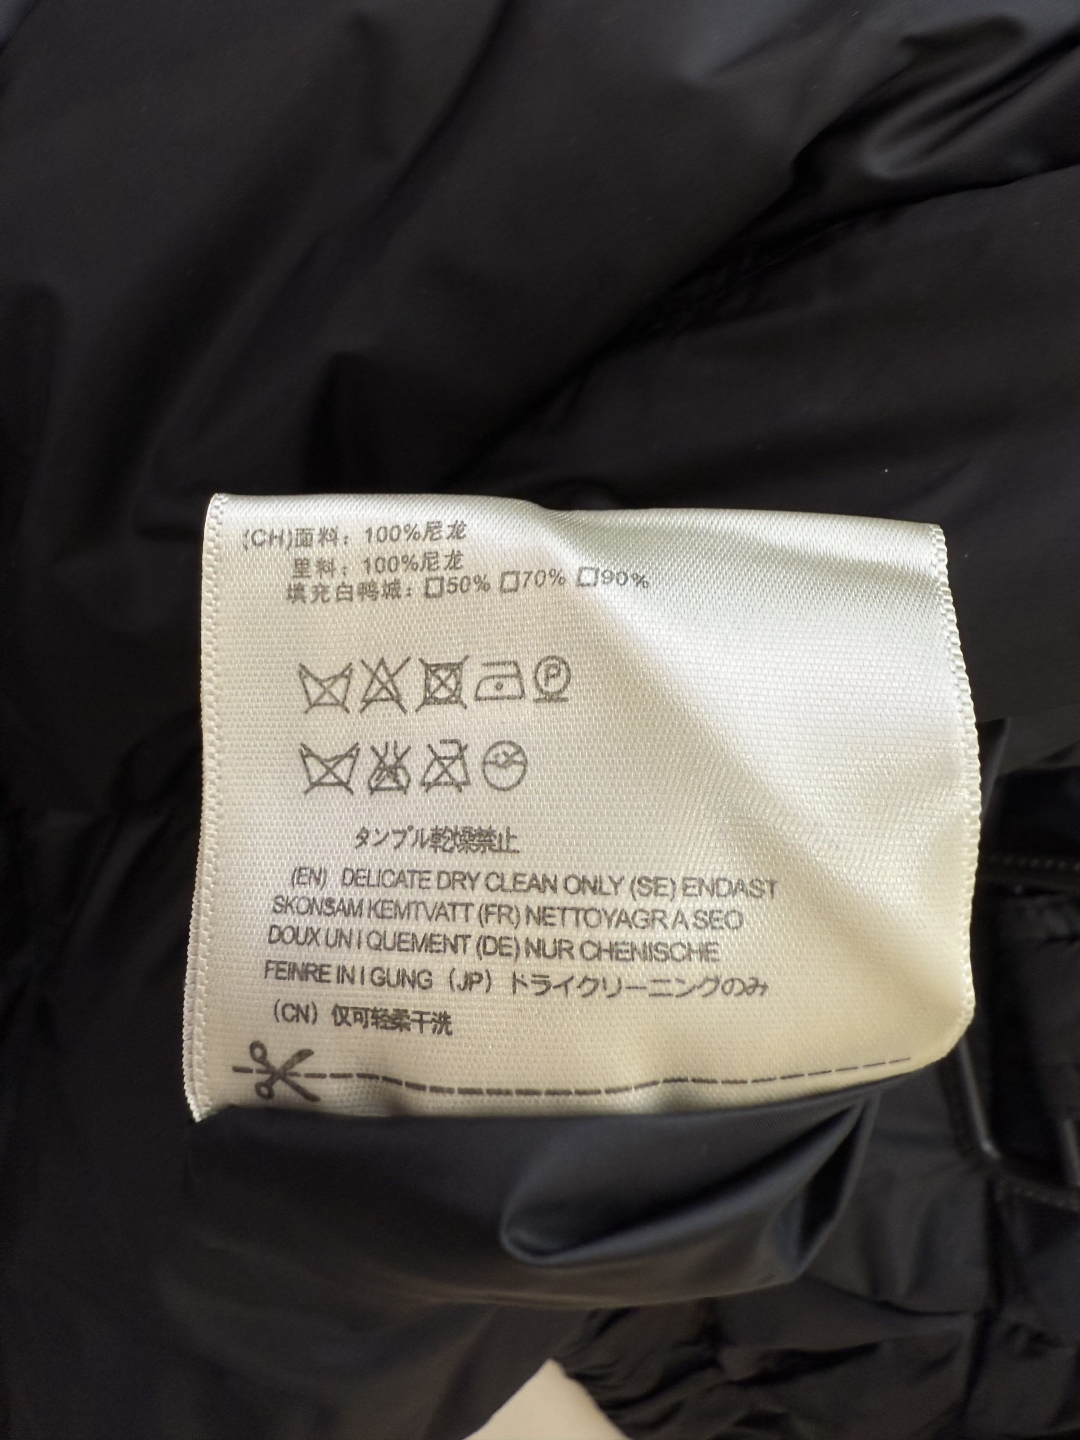 (CH)面料：100%尼龙
里料：100%尼龙
填充白鸭城：☐50% ☐70% ☐90%
P
タンプル乾燥禁止
(EN) DELICATE DRY CLEAN ONLY (SE) ENDAST
SKONSAM KEMTVATT (FR) NETTOYAGR A SEO
DOUX UN I QUEMENT (DE) NUR CHENISCHE
FEINRE IN I GUNG (JP) ドライクリーニングのみ
(CN) 仅可轻柔干洗